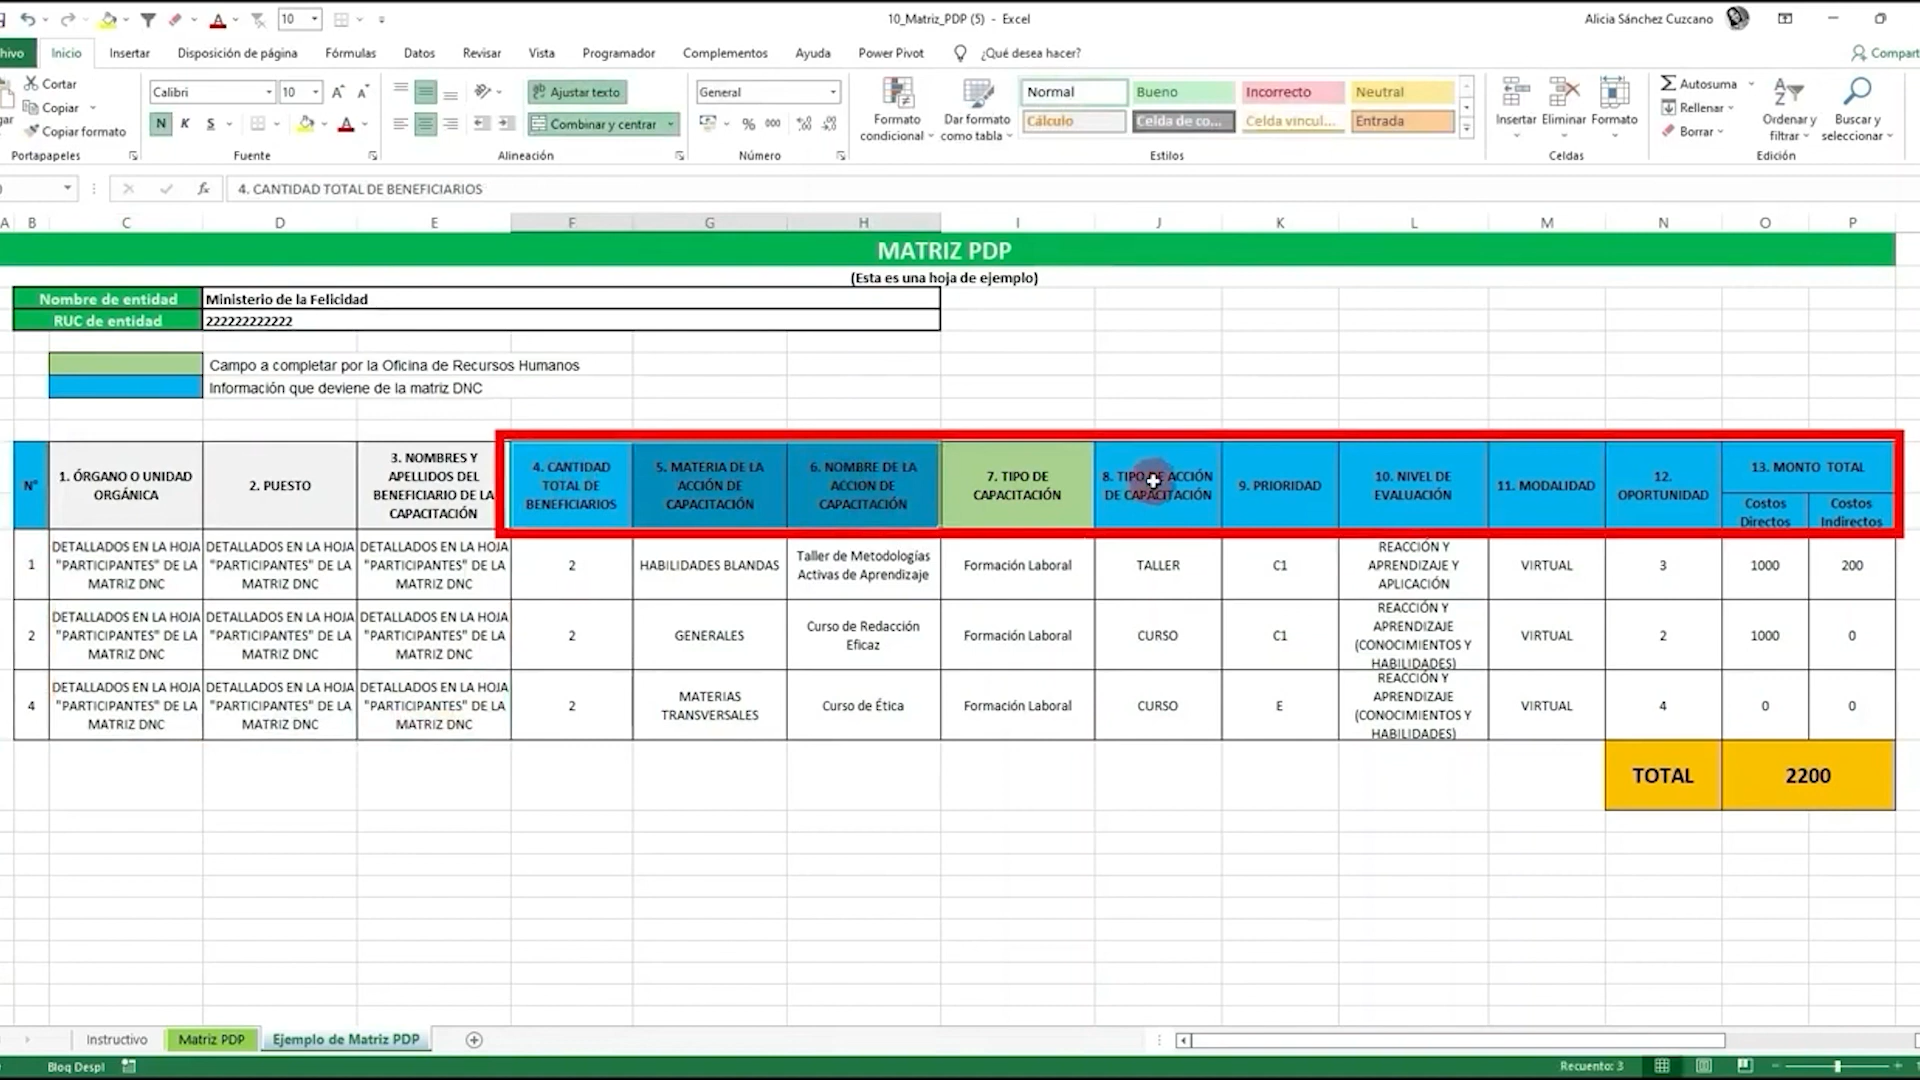 10
10_Matriz_PDP (5) - Excel
Alicia Sánchez Cuzcano
Inicio
Insertar
Disposición de página
Fórmulas
Datos
Revisar
Vista
Programador
Complementos
Ayuda
Power Pivot
¿Qué desea hacer?
Cortar
Copiar
Copiar formato
Portapapeles
Calibri
10
N K S
Fuente
Ajustar texto
Combinar y centrar
Alineación
General
% 000
Número
Formato condicional
Dar formato como tabla
Normal
Bueno
Incorrecto
Neutral
Cálculo
Celda de co...
Celda vincul...
Entrada
Estilos
Insertar
Eliminar
Formato
Celdas
Autosuma
Rellenar
Borrar
Ordenar y filtrar
Buscar y seleccionar
Edición
fx
4. CANTIDAD TOTAL DE BENEFICIARIOS
A B C D E F G H I J K L M N O P
MATRIZ PDP
(Esta es una hoja de ejemplo)
Nombre de entidad
Ministerio de la Felicidad
RUC de entidad
222222222222
Campo a completar por la Oficina de Recursos Humanos
Información que deviene de la matriz DNC
N°
1. ÓRGANO O UNIDAD
ORGÁNICA
2. PUESTO
3. NOMBRES Y
APELLIDOS DEL
BENEFICIARIO DE LA
CAPACITACIÓN
4. CANTIDAD
TOTAL DE
BENEFICIARIOS
5. MATERIA DE LA
ACCIÓN DE
CAPACITACIÓN
6. NOMBRE DE LA
ACCION DE
CAPACITACIÓN
7. TIPO DE
CAPACITACIÓN
8. TIPO DE ACCIÓN
DE CAPACITACIÓN
9. PRIORIDAD
10. NIVEL DE
EVALUACIÓN
11. MODALIDAD
12.
OPORTUNIDAD
13. MONTO TOTAL
Costos
Directos
Costos
Indirectos
1
DETALLADOS EN LA HOJA
"PARTICIPANTES" DE LA
MATRIZ DNC
DETALLADOS EN LA HOJA
"PARTICIPANTES" DE LA
MATRIZ DNC
DETALLADOS EN LA HOJA
"PARTICIPANTES" DE LA
MATRIZ DNC
2
HABILIDADES BLANDAS
Taller de Metodologías
Activas de Aprendizaje
Formación Laboral
TALLER
C1
REACCIÓN Y
APRENDIZAJE Y
APLICACIÓN
VIRTUAL
3
1000
200
2
DETALLADOS EN LA HOJA
"PARTICIPANTES" DE LA
MATRIZ DNC
DETALLADOS EN LA HOJA
"PARTICIPANTES" DE LA
MATRIZ DNC
DETALLADOS EN LA HOJA
"PARTICIPANTES" DE LA
MATRIZ DNC
2
GENERALES
Curso de Redacción
Eficaz
Formación Laboral
CURSO
C1
REACCIÓN Y
APRENDIZAJE
(CONOCIMIENTOS Y
HABILIDADES)
VIRTUAL
2
1000
0
4
DETALLADOS EN LA HOJA
"PARTICIPANTES" DE LA
MATRIZ DNC
DETALLADOS EN LA HOJA
"PARTICIPANTES" DE LA
MATRIZ DNC
DETALLADOS EN LA HOJA
"PARTICIPANTES" DE LA
MATRIZ DNC
2
MATERIAS
TRANSVERSALES
Curso de Ética
Formación Laboral
CURSO
E
REACCIÓN Y
APRENDIZAJE
(CONOCIMIENTOS Y
HABILIDADES)
VIRTUAL
4
0
0
TOTAL
2200
Instructivo
Matriz PDP
Ejemplo de Matriz PDP
Bloq Despl
Recuento: 3